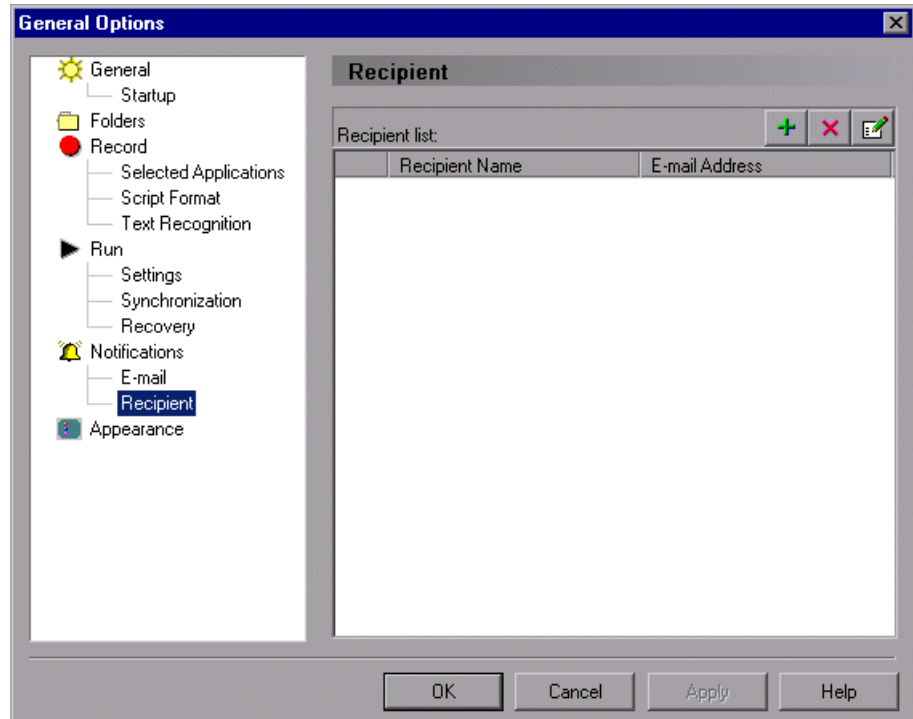 General Options
General
Startup
Folders
Record
Selected Applications
Script Format
Text Recognition
Run
Settings
Synchronization
Recovery
Notifications
E-mail
Recipient
Appearance
Recipient
Recipient list:
Recipient Name E-mail Address
OK Cancel Apply Help